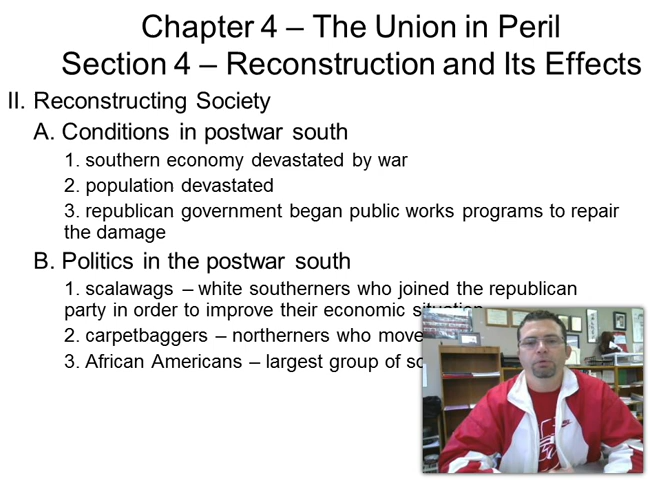 Chapter 4 – The Union in Peril
Section 4 – Reconstruction and Its Effects
II. Reconstructing Society
A. Conditions in postwar south
1. southern economy devastated by war
2. population devastated
3. republican government began public works programs to repair
the damage
B. Politics in the postwar south
1. scalawags – white southerners who joined the republican
party in order to improve their economic situation
2. carpetbaggers – northerners who move
3. African Americans – largest group of